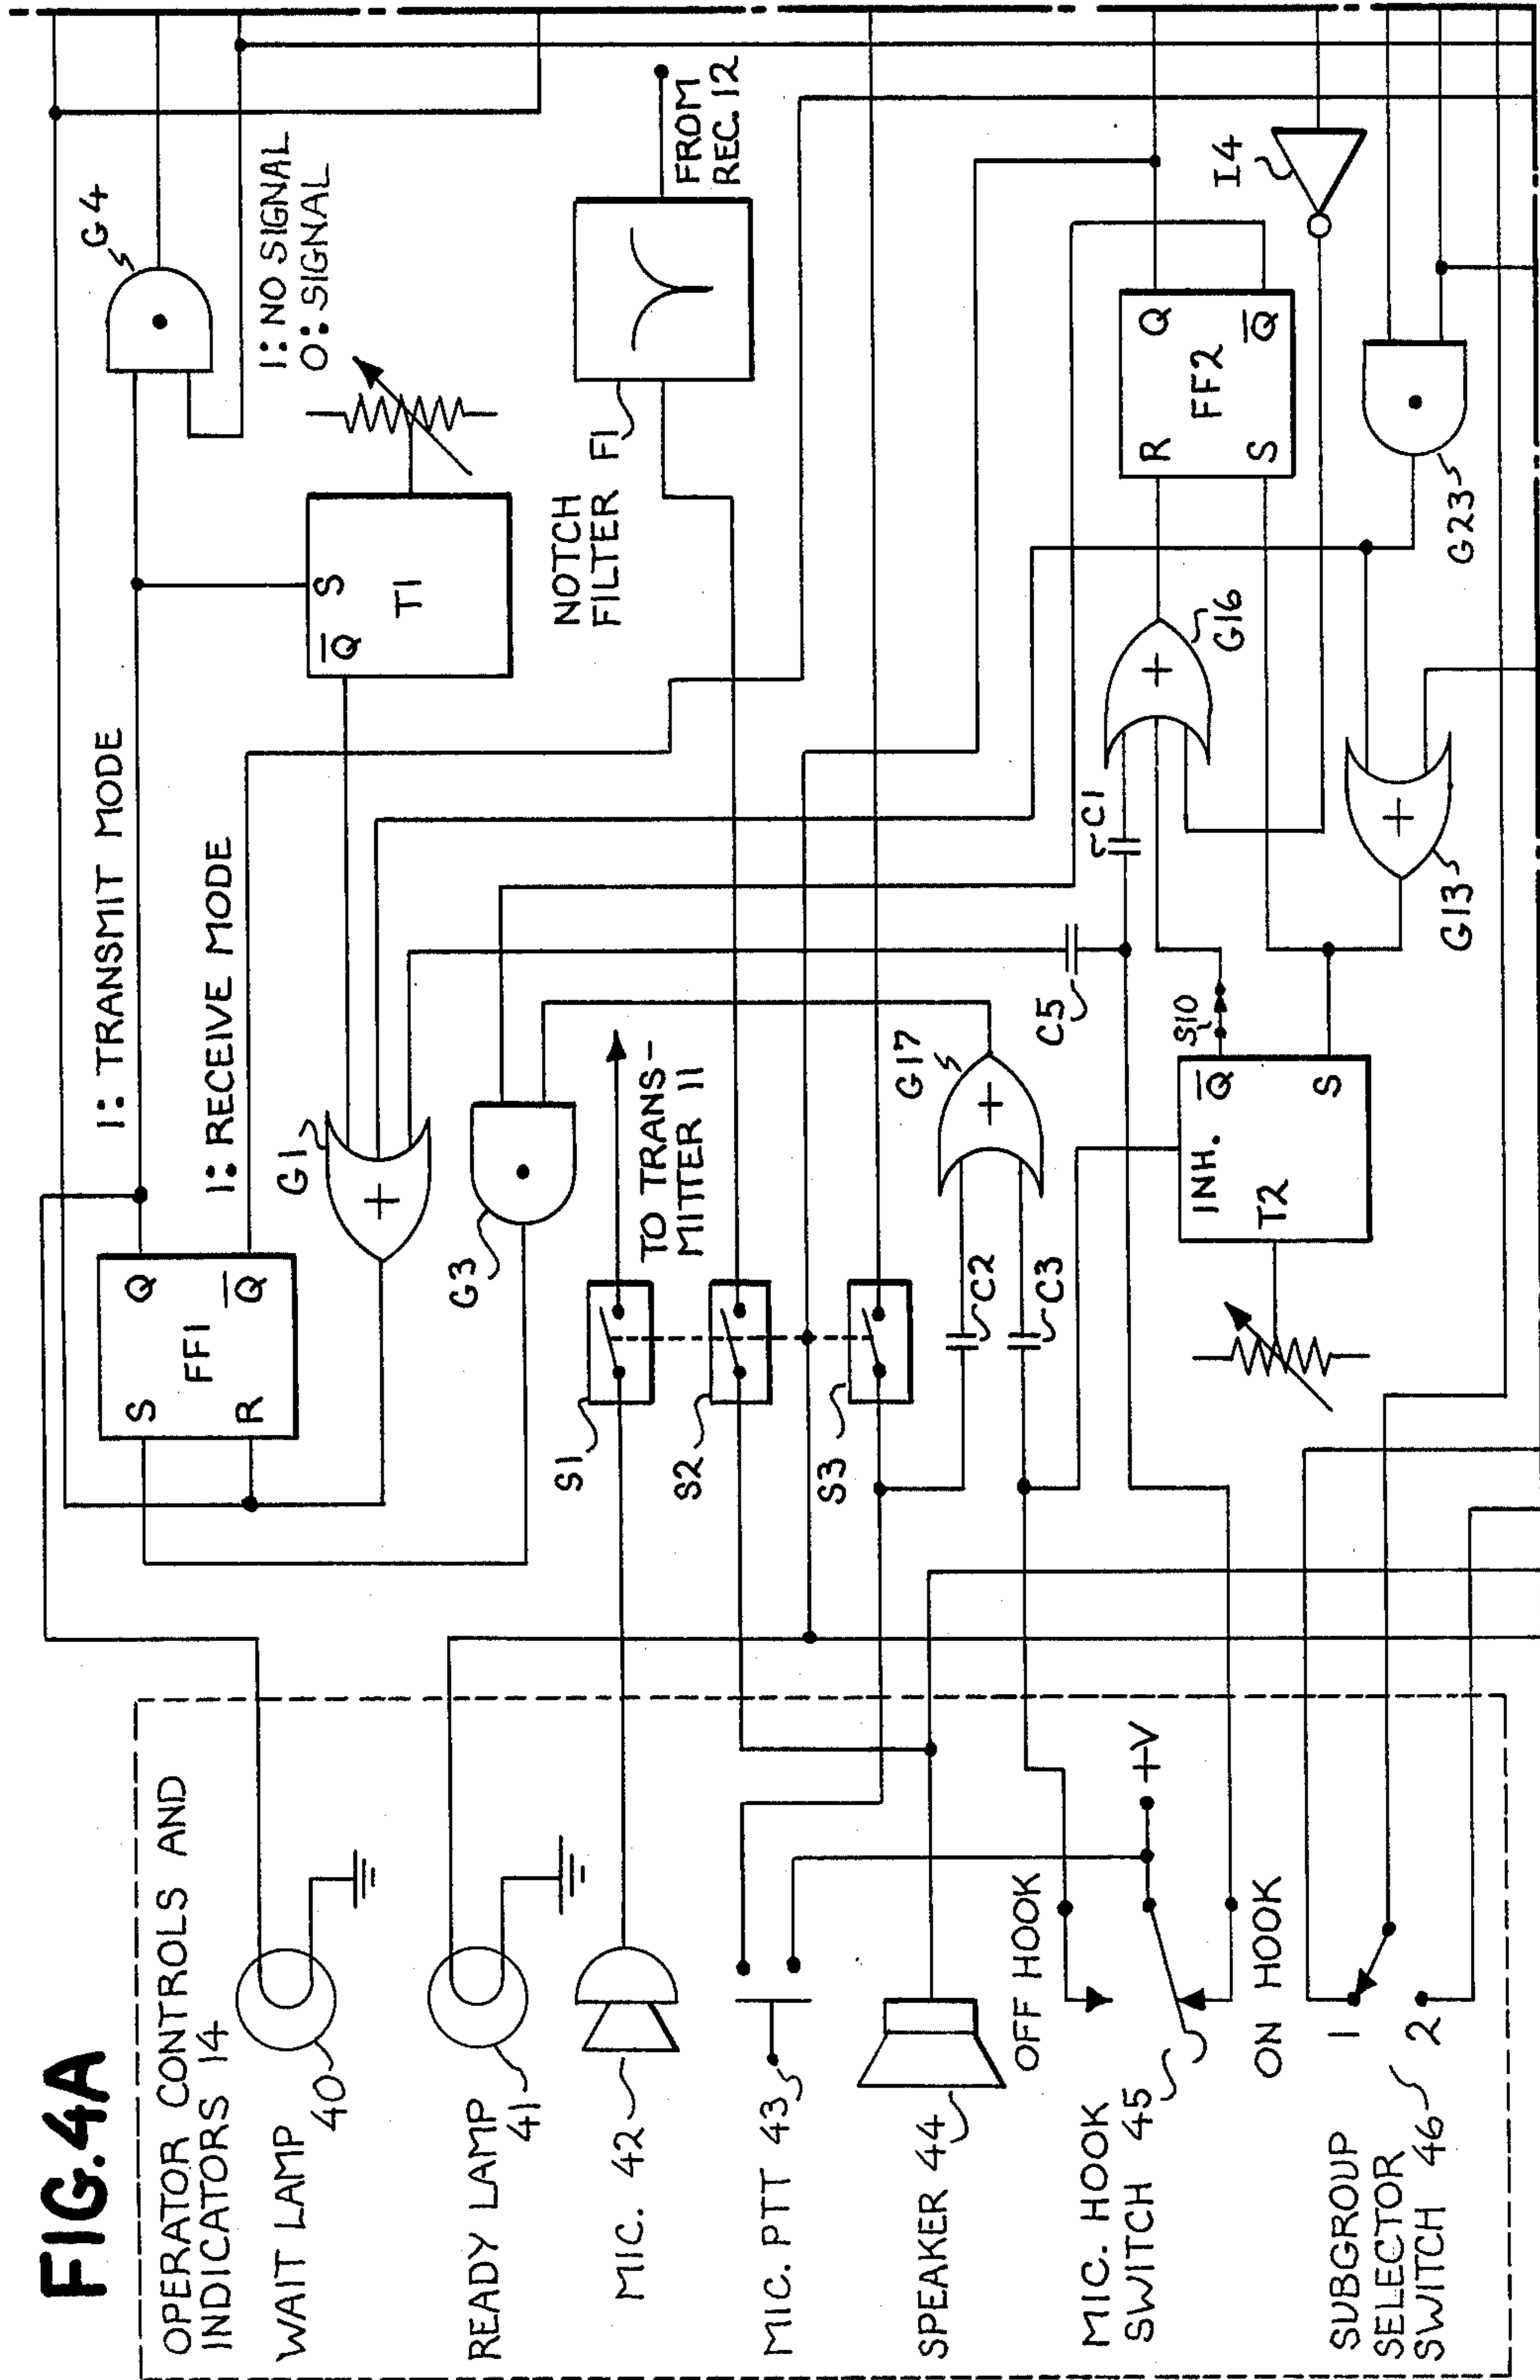 FIG.4A
OPERATOR CONTROLS AND
INDICATORS 14
WAIT LAMP
40
READY LAMP
41
MIC. 42
MIC. PTT 43
SPEAKER 44
OFF HOOK
+V
MIC. HOOK
SWITCH 45
ON HOOK
SUBGROUP
SELECTOR
SWITCH 46
1
2
1: TRANSMIT MODE
1: RECEIVE MODE
S
Q
FF1
R
Q̅
G1
G3
S1
TO TRANS-
MITTER 11
S2
S3
C2
C3
G17
C5
C1
S10
INH.
Q̅
T2
S
G4
1: NO SIGNAL
0: SIGNAL
Q̅
S
T1
NOTCH
FILTER F1
FROM
REC. 12
G16
R
Q
FF2
S
Q̅
I4
G13
G23
+
+
+
+